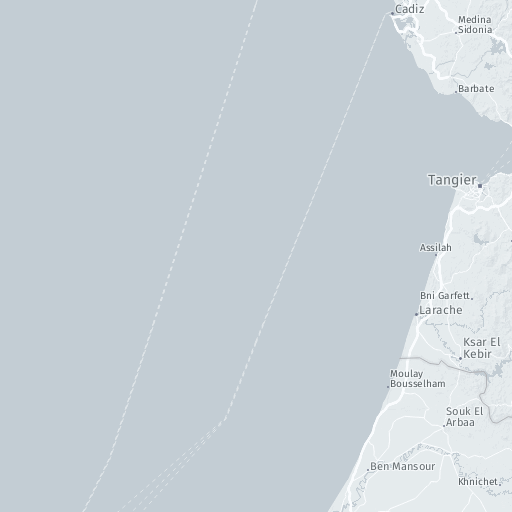 Cadiz
Medina
Sidonia
Barbate
Tangier
Assilah
Bni Garfett
Larache
Ksar El
Kebir
Moulay
Bousselham
Souk El
Arbaa
Ben Mansour
Khnichet